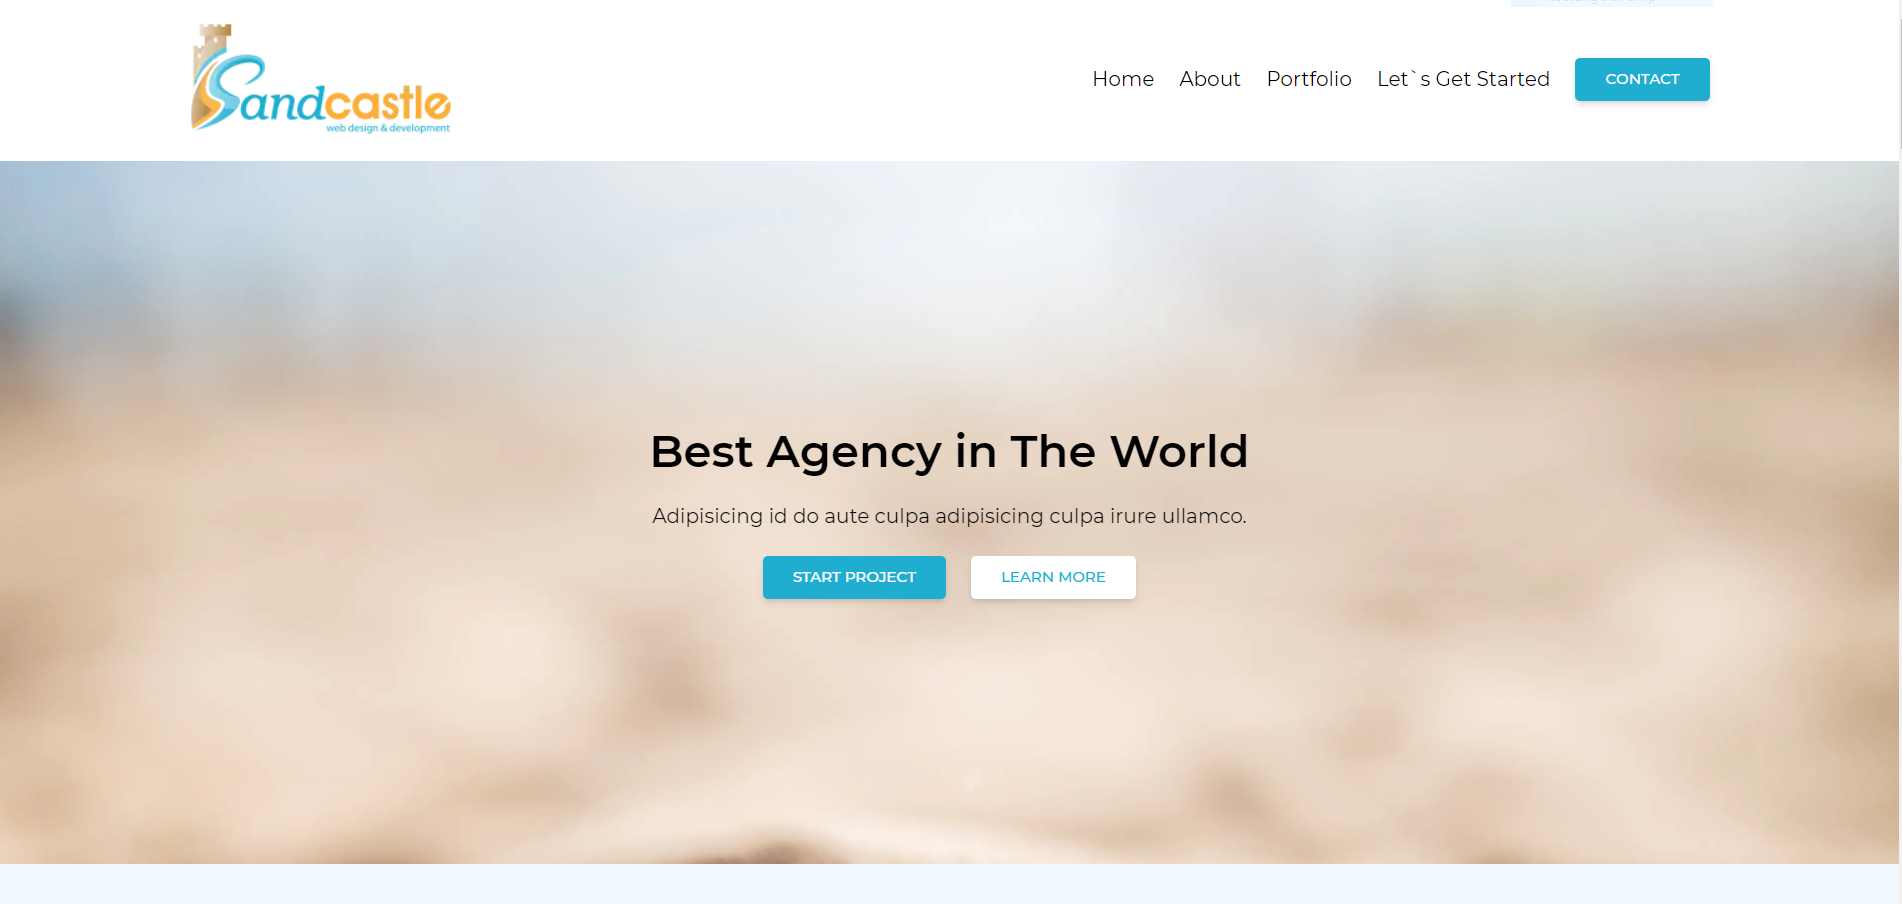 Sandcastle
web design & development
Home About Portfolio Let`s Get Started CONTACT
Best Agency in The World
Adipisicing id do aute culpa adipisicing culpa irure ullamco.
START PROJECT LEARN MORE